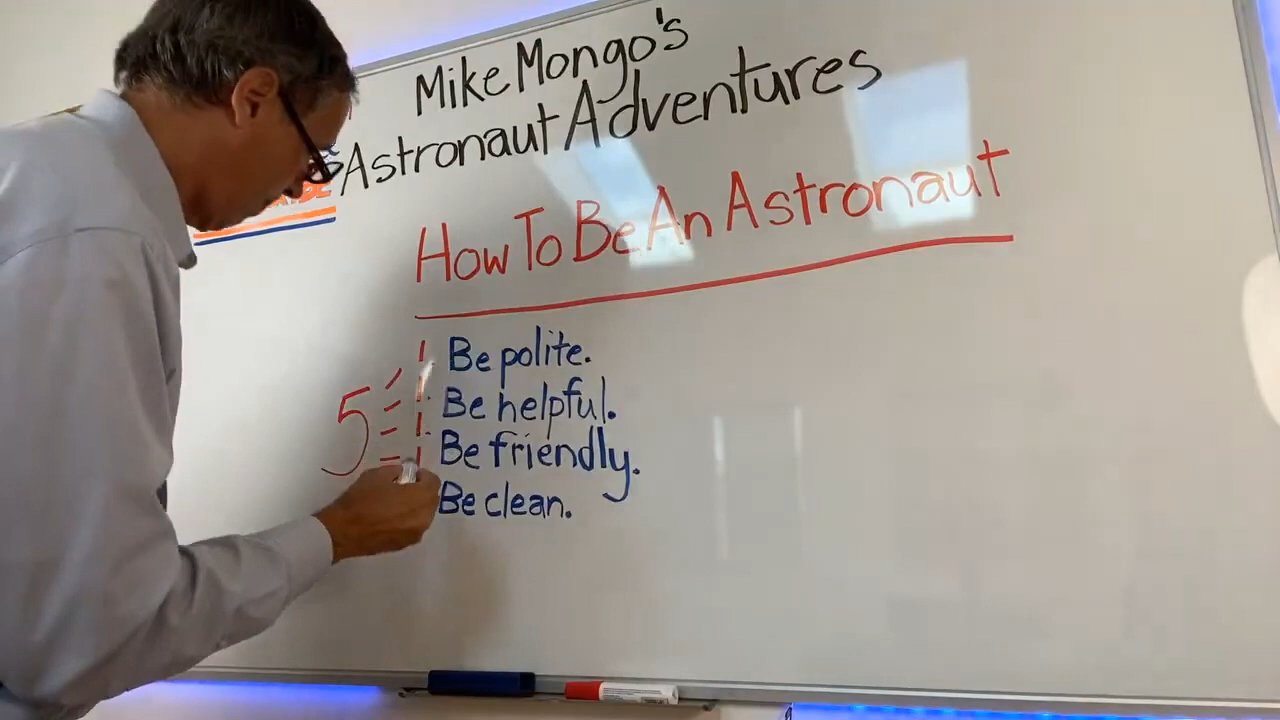 Mike Mongo's
Astronaut Adventures
How To Be An Astronaut
Be polite.
Be helpful.
5
Be friendly.
Be clean.